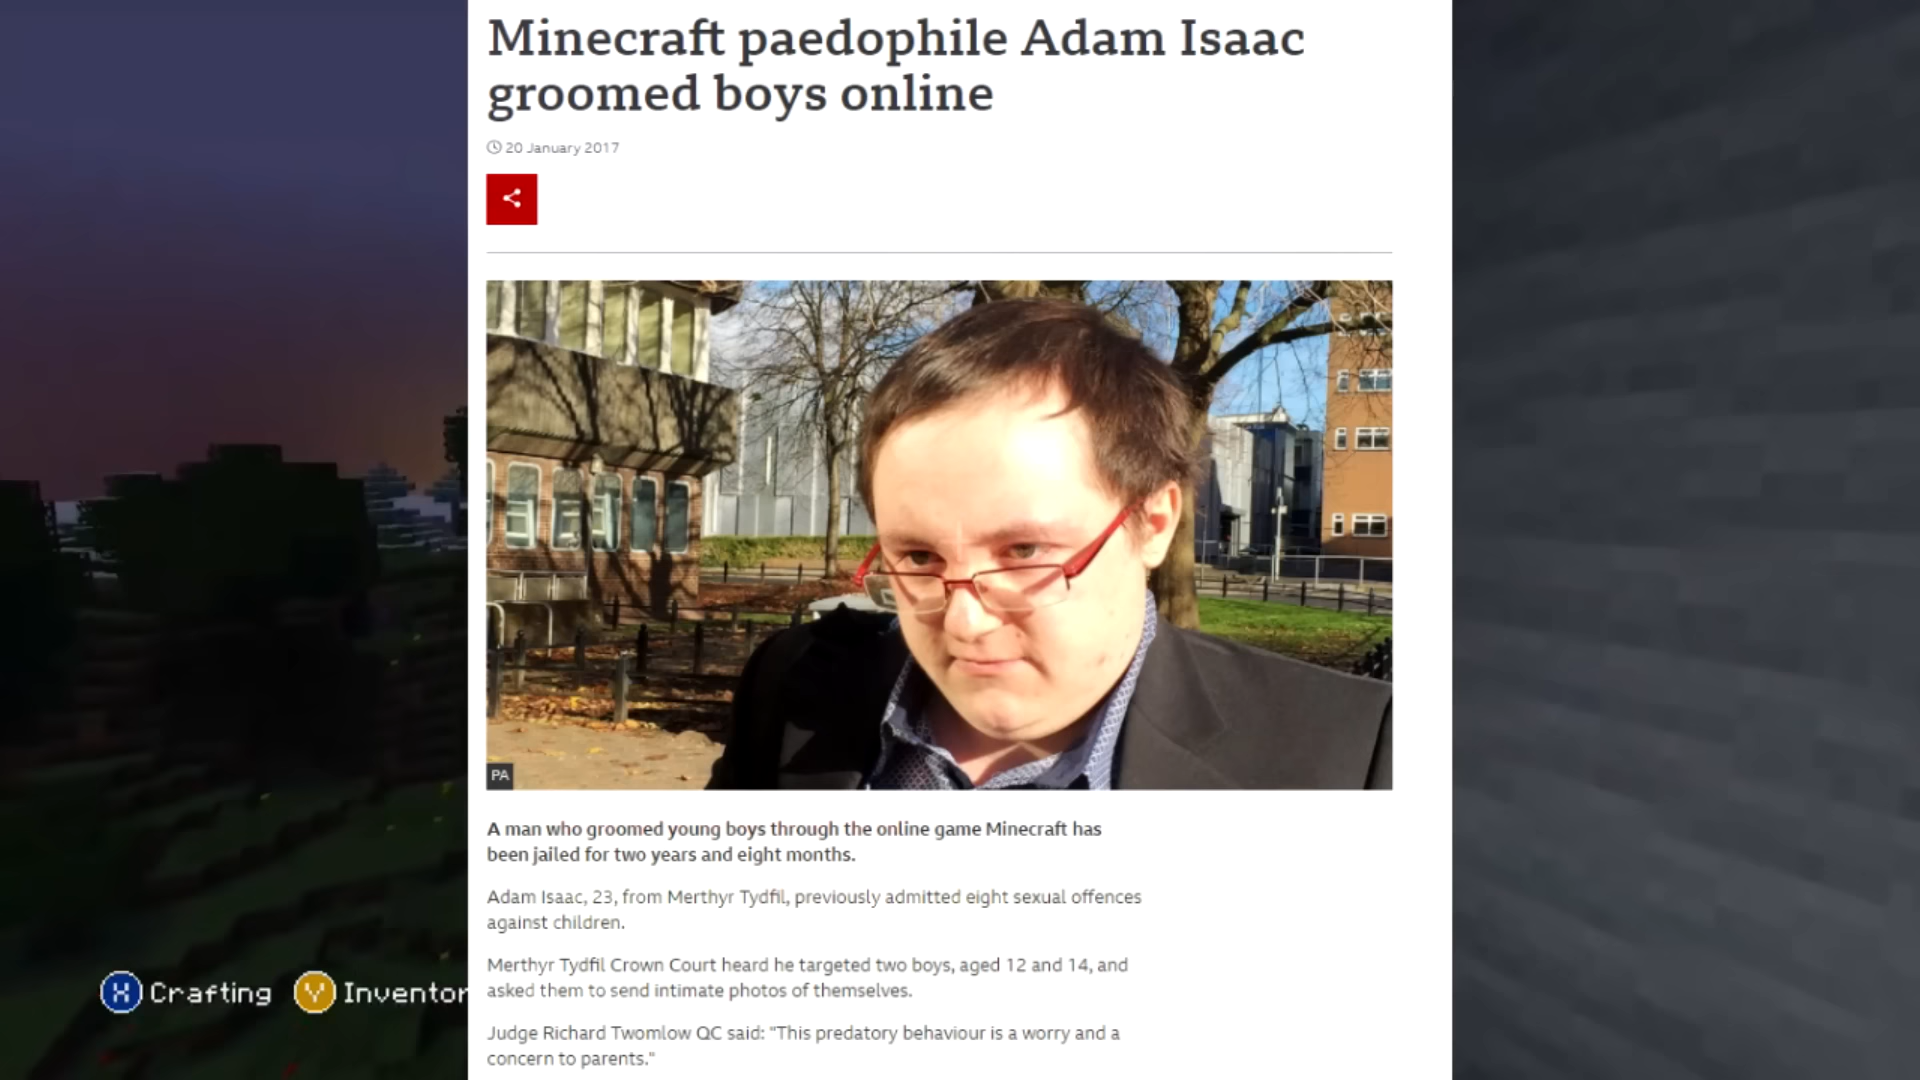 Minecraft paedophile Adam Isaac
groomed boys online
20 January 2017
PA
A man who groomed young boys through the online game Minecraft has
been jailed for two years and eight months.
Adam Isaac, 23, from Merthyr Tydfil, previously admitted eight sexual offences
against children.
Merthyr Tydfil Crown Court heard he targeted two boys, aged 12 and 14, and
asked them to send intimate photos of themselves.
Judge Richard Twomlow QC said: "This predatory behaviour is a worry and a
concern to parents."
X Crafting Y Inventor